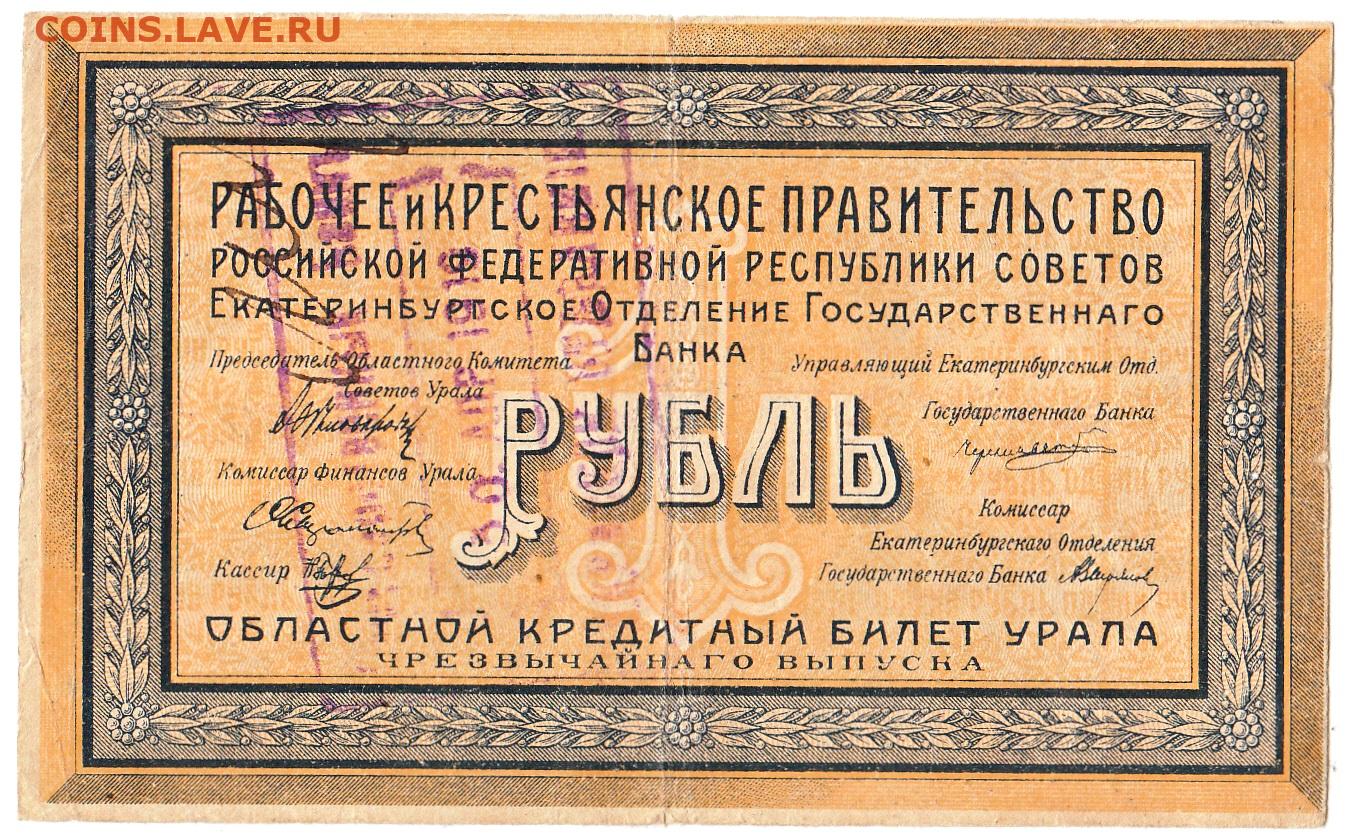 COINS.LAVE.RU
РАБОЧЕЕ и КРЕСТЬЯНСКОЕ ПРАВИТЕЛЬСТВО
РОССИЙСКОЙ ФЕДЕРАТИВНОЙ РЕСПУБЛИКИ СОВЕТОВ
ЕКАТЕРИНБУРГСКОЕ ОТДЕЛЕНИЕ ГОСУДАРСТВЕННАГО
БАНКА
Председатель Областного Комитета
Советов Урала
Комиссар Финансов Урала
Кассир
Управляющий Екатеринбургским Отд.
Государственнаго Банка
Комиссар
Екатеринбургскаго Отделения
Государственнаго Банка
РУБЛЬ
ОБЛАСТНОЙ КРЕДИТНЫЙ БИЛЕТ УРАЛА
ЧРЕЗВЫЧАЙНАГО ВЫПУСКА